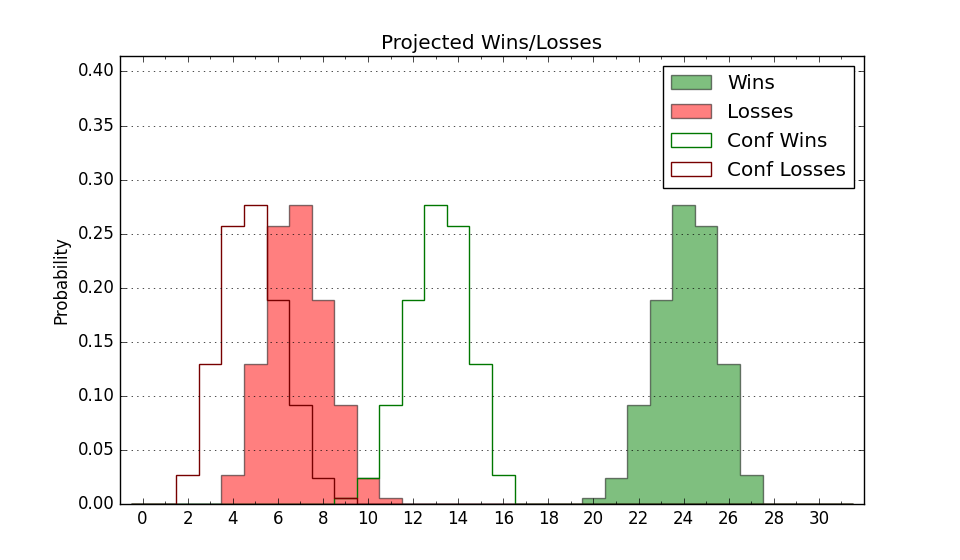 Projected Wins/Losses
0.40
0.35
0.30
0.25
0.20
0.15
0.10
0.05
0.00
Probability
Wins
Losses
Conf Wins
Conf Losses
0 2 4 6 8 10 12 14 16 18 20 22 24 26 28 30